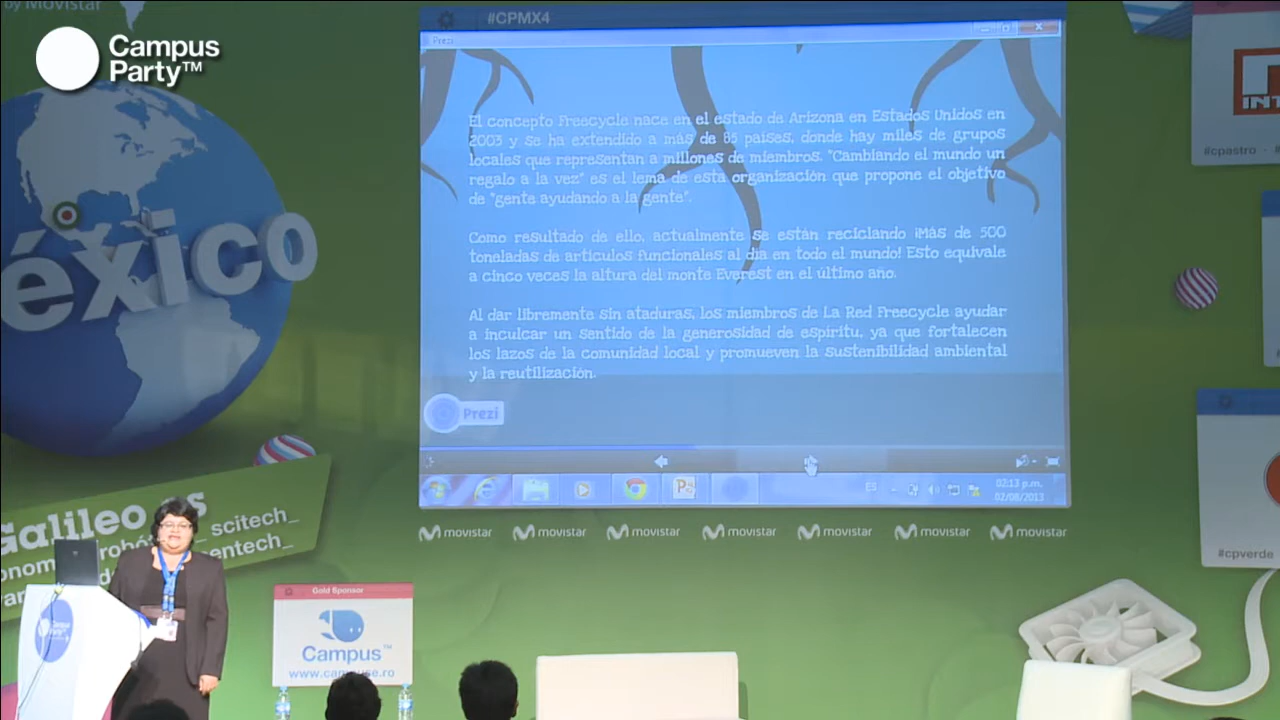 by Movistar
#CPMX4
Campus
Party™
Prezi
El concepto Freecycle nace en el estado de Arizona en Estados Unidos en
2003 y se ha extendido a más de 85 países, donde hay miles de grupos
locales que representan a millones de miembros. "Cambiando el mundo un
regalo a la vez" es el lema de esta organización que propone el objetivo
de "gente ayudando a la gente".
Como resultado de ello, actualmente se están reciclando ¡Más de 500
toneladas de artículos funcionales al día en todo el mundo! Esto equivale
a cinco veces la altura del monte Everest en el último año.
Al dar libremente sin ataduras, los miembros de La Red Freecycle ayudar
a inculcar un sentido de la generosidad de espíritu, ya que fortalecen
los lazos de la comunidad local y promueven la sustentabilidad ambiental
y la reutilización.
Prezi
02:13 p.m.
02/08/2013
movistar movistar movistar movistar movistar movistar movistar
INT
#cpastro
éxico
#cpverde
Galileo es
scitech_
Gold Sponsor
Campus™
Campus
Party